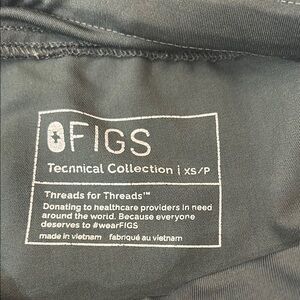 FIGS
Technical Collection | XS/P
Threads for Threads™
Donating to healthcare providers in need
around the world. Because everyone
deserves to #wearFIGS
made in vietnam fabriqué au vietnam